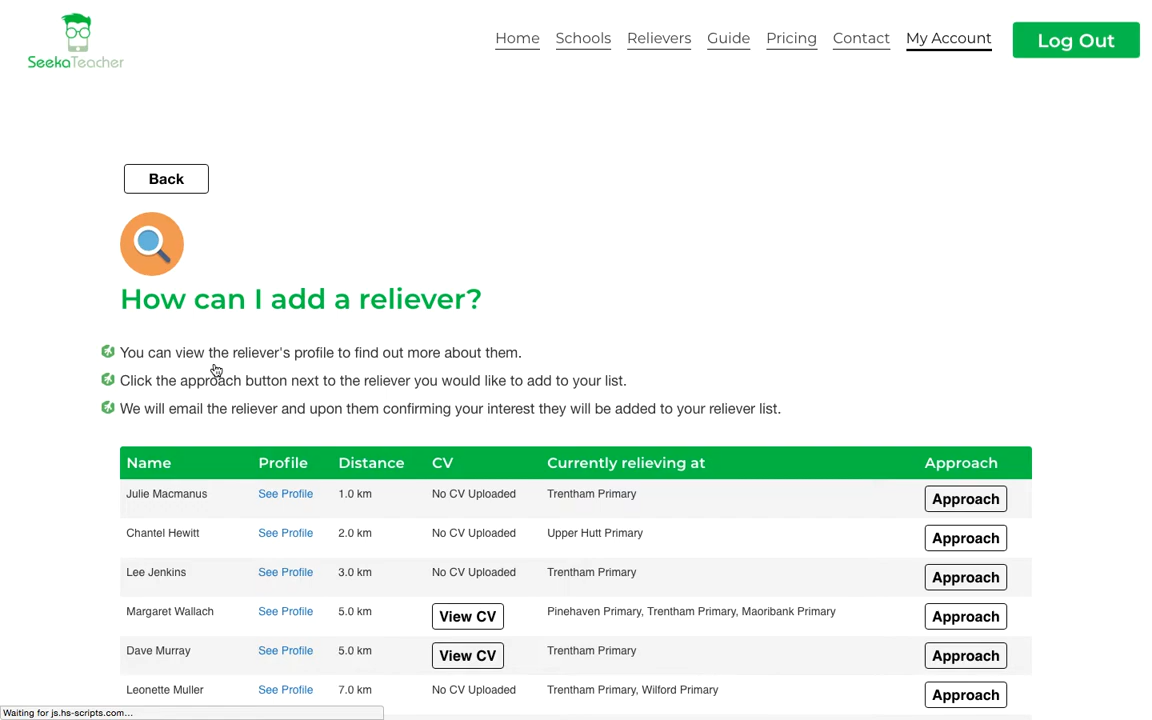 Home Schools Relievers Guide Pricing Contact My Account Log Out
SeekaTeacher
Back
How can I add a reliever?
You can view the reliever's profile to find out more about them.
Click the approach button next to the reliever you would like to add to your list.
We will email the reliever and upon them confirming your interest they will be added to your reliever list.
Name Profile Distance CV Currently relieving at Approach
Julie Macmanus See Profile 1.0 km No CV Uploaded Trentham Primary Approach
Chantel Hewitt See Profile 2.0 km No CV Uploaded Upper Hutt Primary Approach
Lee Jenkins See Profile 3.0 km No CV Uploaded Trentham Primary Approach
Margaret Wallach See Profile 5.0 km View CV Pinehaven Primary, Trentham Primary, Maoribank Primary Approach
Dave Murray See Profile 5.0 km View CV Trentham Primary Approach
Leonette Muller See Profile 7.0 km No CV Uploaded Trentham Primary, Wilford Primary Approach
Waiting for js.hs-scripts.com...